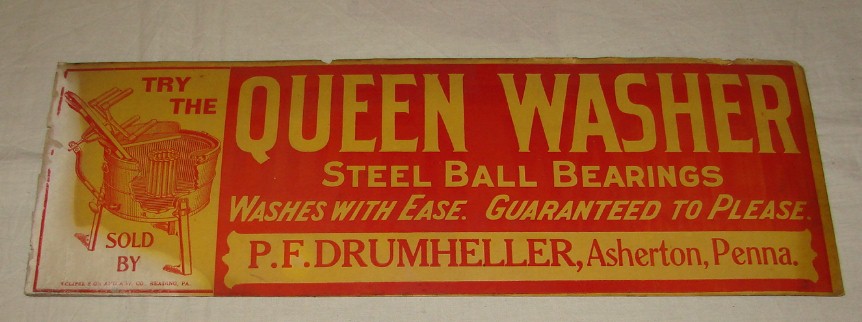 TRY
THE
QUEEN WASHER
STEEL BALL BEARINGS
WASHES WITH EASE. GUARANTEED TO PLEASE.
SOLD
BY
P.F.DRUMHELLER, Asherton, Penna.
CO. READING, PA.